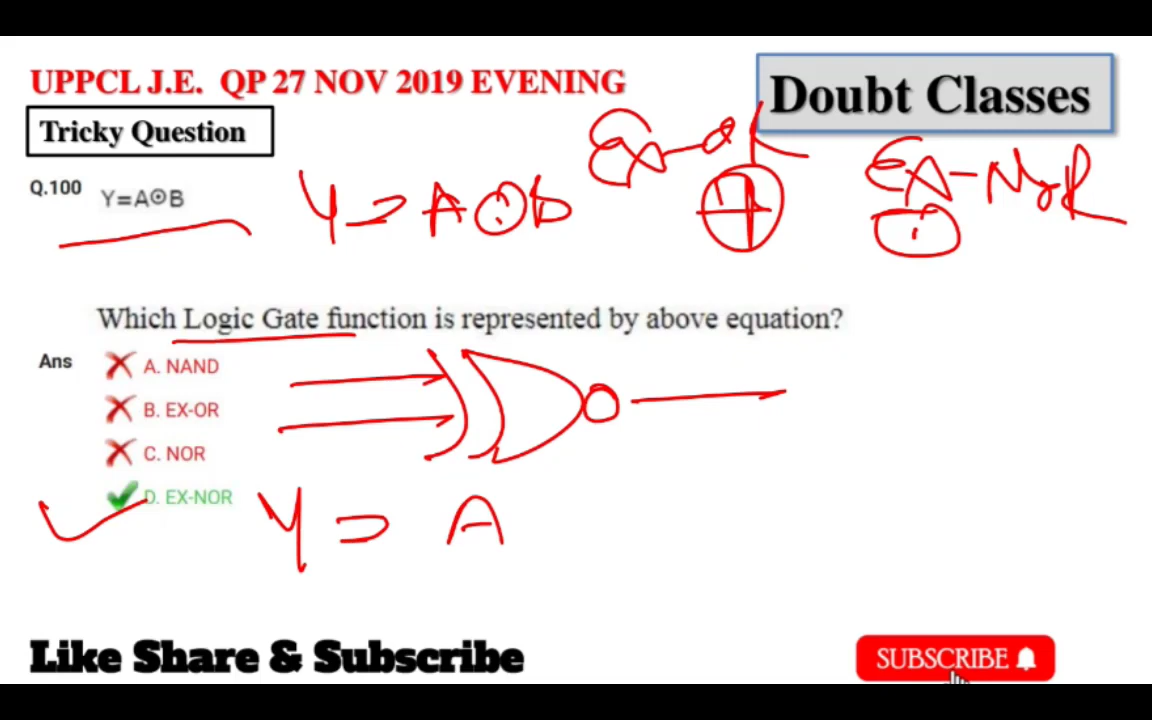 UPPCL J.E. QP 27 NOV 2019 EVENING
Doubt Classes
Tricky Question
Ex-OR
⊕
Ex-NOR
⊙
Q.100 Y=A⊙B
Y=A⊙B
Which Logic Gate function is represented by above equation?
Ans
A. NAND
B. EX-OR
C. NOR
D. EX-NOR
Y = A
Like Share & Subscribe
SUBSCRIBE